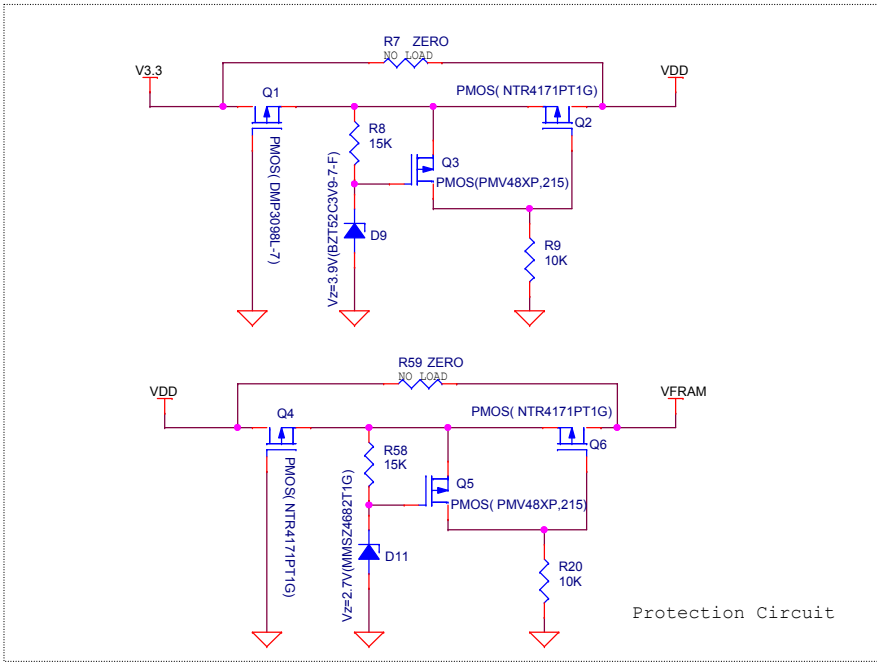 R7 ZERO
NO LOAD
V3.3
VDD
Q1
PMOS( NTR4171PT1G)
Q2
R8
15K
Q3
PMOS(PMV48XP,215)
PMOS( DMP3098L-7)
Vz=3.9V(BZT52C3V9-7-F)
D9
R9
10K
R59 ZERO
NO LOAD
VDD
VFRAM
Q4
PMOS( NTR4171PT1G)
Q6
R58
15K
Q5
PMOS( PMV48XP,215)
PMOS( NTR4171PT1G)
Vz=2.7V(MMSZ4682T1G)
D11
R20
10K
Protection Circuit